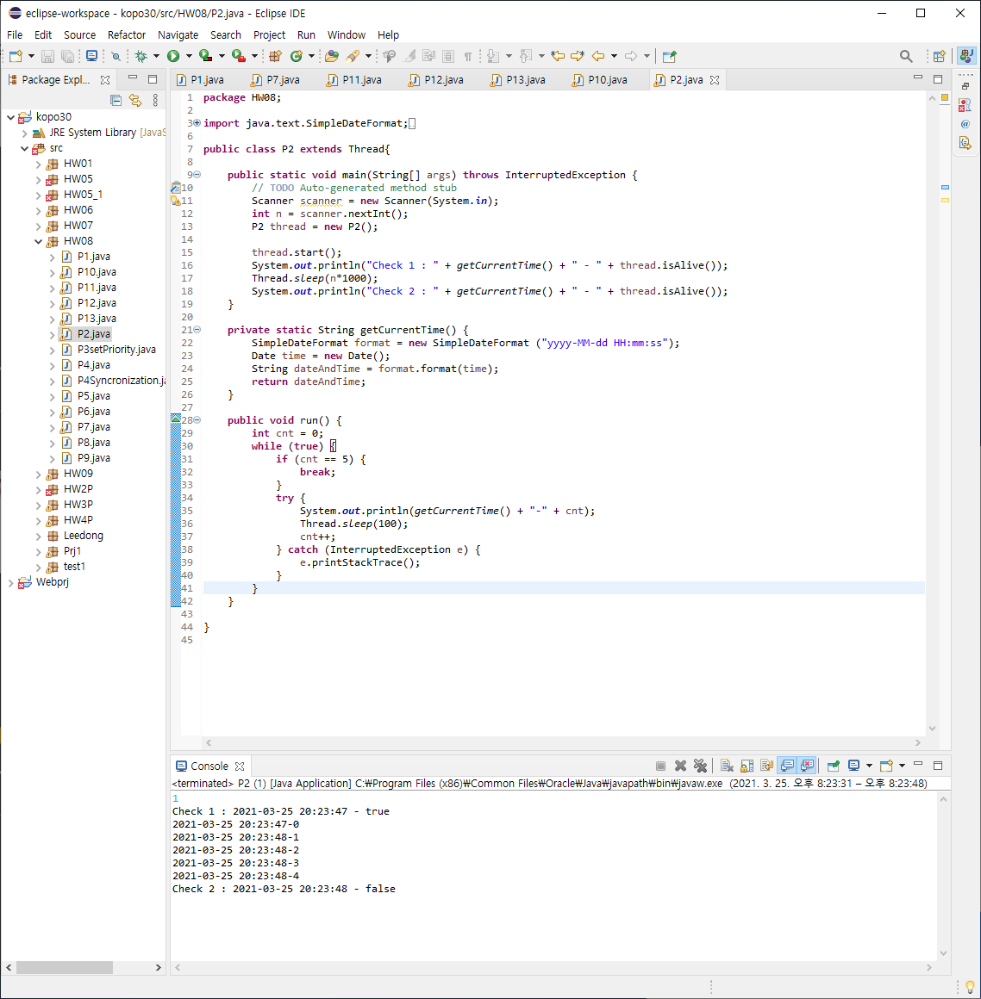 eclipse-workspace - kopo30/src/HW08/P2.java - Eclipse IDE
File Edit Source Refactor Navigate Search Project Run Window Help
Package Expl...
P1.java P7.java P11.java P12.java P13.java P10.java P2.java
kopo30
JRE System Library [JavaS
src
HW01
HW05
HW05_1
HW06
HW07
HW08
P1.java
P10.java
P11.java
P12.java
P13.java
P2.java
P3setPriority.java
P4.java
P4Syncronization.ja
P5.java
P6.java
P7.java
P8.java
P9.java
HW09
HW2P
HW3P
HW4P
Leedong
Prj1
test1
Webprj
1 package HW08;
2
3 import java.text.SimpleDateFormat;
6
7 public class P2 extends Thread{
8
9 public static void main(String[] args) throws InterruptedException {
10 // TODO Auto-generated method stub
11 Scanner scanner = new Scanner(System.in);
12 int n = scanner.nextInt();
13 P2 thread = new P2();
14
15 thread.start();
16 System.out.println("Check 1 : " + getCurrentTime() + " - " + thread.isAlive());
17 Thread.sleep(n*1000);
18 System.out.println("Check 2 : " + getCurrentTime() + " - " + thread.isAlive());
19 }
20
21 private static String getCurrentTime() {
22 SimpleDateFormat format = new SimpleDateFormat ("yyyy-MM-dd HH:mm:ss");
23 Date time = new Date();
24 String dateAndTime = format.format(time);
25 return dateAndTime;
26 }
27
28 public void run() {
29 int cnt = 0;
30 while (true) {
31 if (cnt == 5) {
32 break;
33 }
34 try {
35 System.out.println(getCurrentTime() + "-" + cnt);
36 Thread.sleep(100);
37 cnt++;
38 } catch (InterruptedException e) {
39 e.printStackTrace();
40 }
41 }
42 }
43
44 }
45
Console
<terminated> P2 (1) [Java Application] C:₩Program Files (x86)₩Common Files₩Oracle₩Java₩javapath₩bin₩javaw.exe (2021. 3. 25. 오후 8:23:31 – 오후 8:23:48)
1
Check 1 : 2021-03-25 20:23:47 - true
2021-03-25 20:23:47-0
2021-03-25 20:23:48-1
2021-03-25 20:23:48-2
2021-03-25 20:23:48-3
2021-03-25 20:23:48-4
Check 2 : 2021-03-25 20:23:48 - false